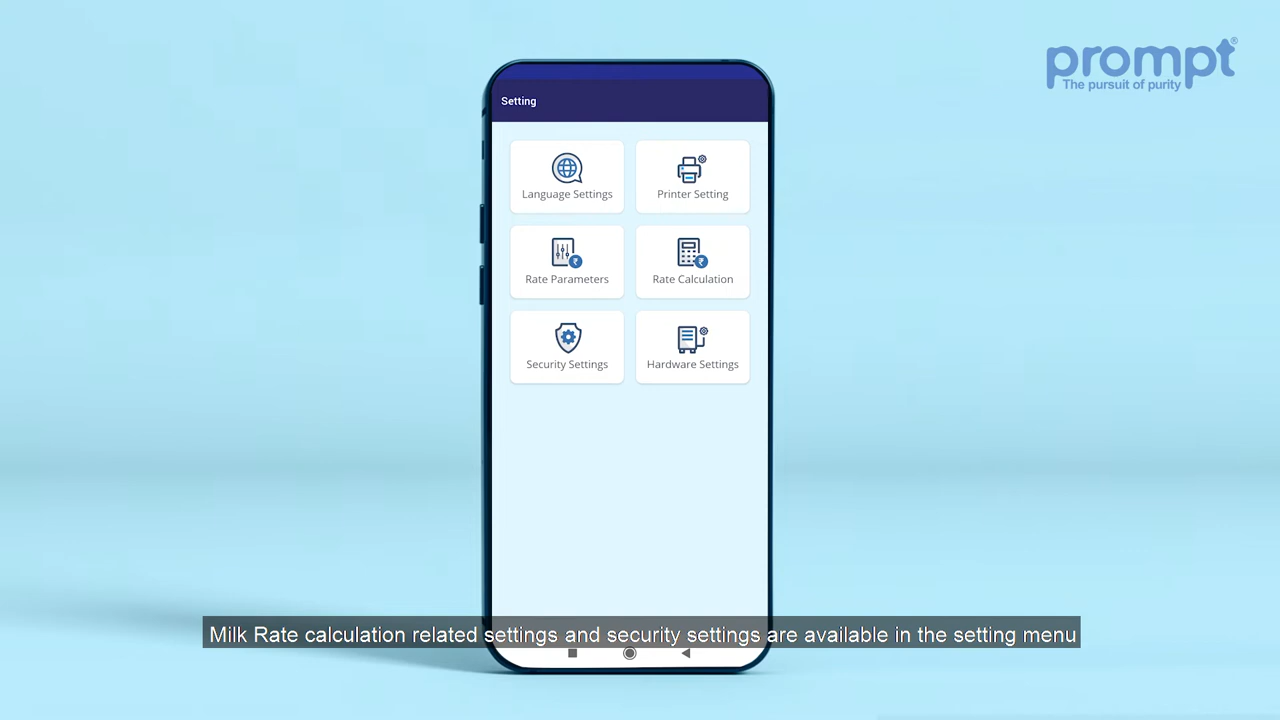 prompt®
The pursuit of purity
Setting
Language Settings
Printer Setting
Rate Parameters
Rate Calculation
Security Settings
Hardware Settings
Milk Rate calculation related settings and security settings are available in the setting menu